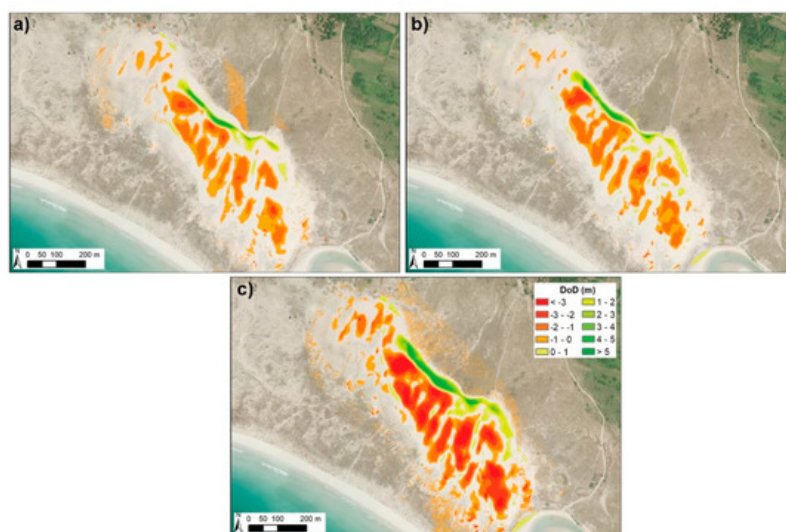 a)
b)
N
0 50 100 200 m
N
0 50 100 200 m
c)
DoD (m)
< -3 1 - 2
-3 - -2 2 - 3
-2 - -1 3 - 4
-1 - 0 4 - 5
0 - 1 > 5
N
0 50 100 200 m